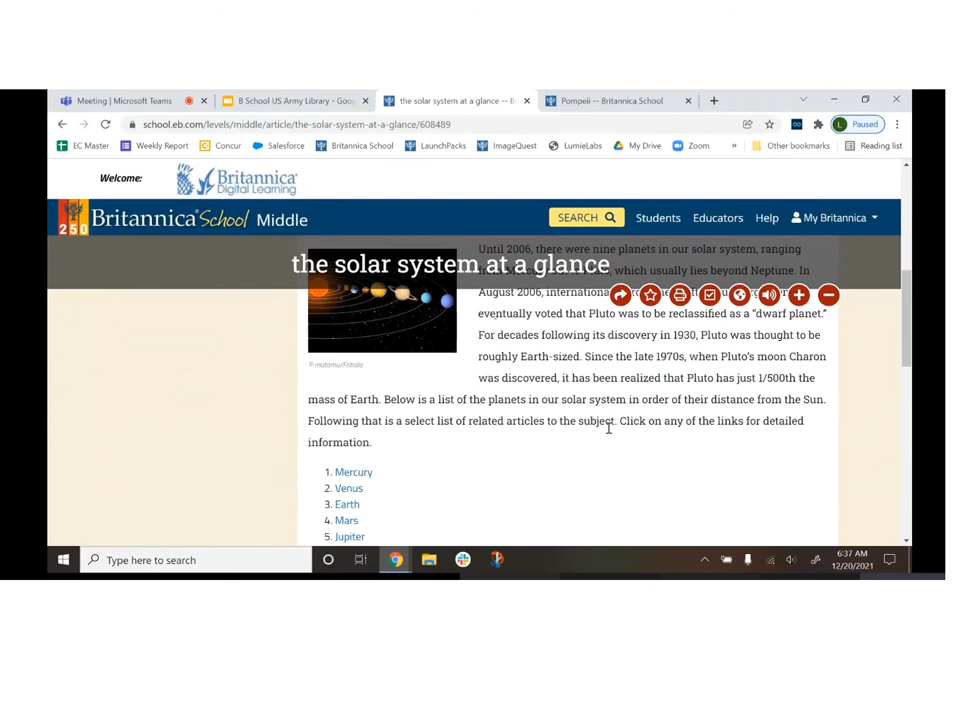 Meeting | Microsoft Teams
B School US Army Library - Goo
the solar system at a glance -- B
Pompeii -- Britannica School
school.eb.com/levels/middle/article/the-solar-system-at-a-glance/608489
L Paused
EC Master
Weekly Report
Concur
Salesforce
Britannica School
LaunchPacks
ImageQuest
LumieLabs
My Drive
Zoom
»
Other bookmarks
Reading list
Welcome:
Britannica
Digital Learning
250
Britannica School Middle
SEARCH
Students
Educators
Help
My Britannica
the solar system at a glance
Until 2006, there were nine planets in our solar system, ranging
which usually lies beyond Neptune. In
August 2006, international
eventually voted that Pluto was to be reclassified as a “dwarf planet.”
For decades following its discovery in 1930, Pluto was thought to be
roughly Earth-sized. Since the late 1970s, when Pluto's moon Charon
was discovered, it has been realized that Pluto has just 1/500th the
© matamu/Fotolia
mass of Earth. Below is a list of the planets in our solar system in order of their distance from the Sun.
Following that is a select list of related articles to the subject. Click on any of the links for detailed
information.
1. Mercury
2. Venus
3. Earth
4. Mars
5. Jupiter
Type here to search
6:37 AM
12/20/2021